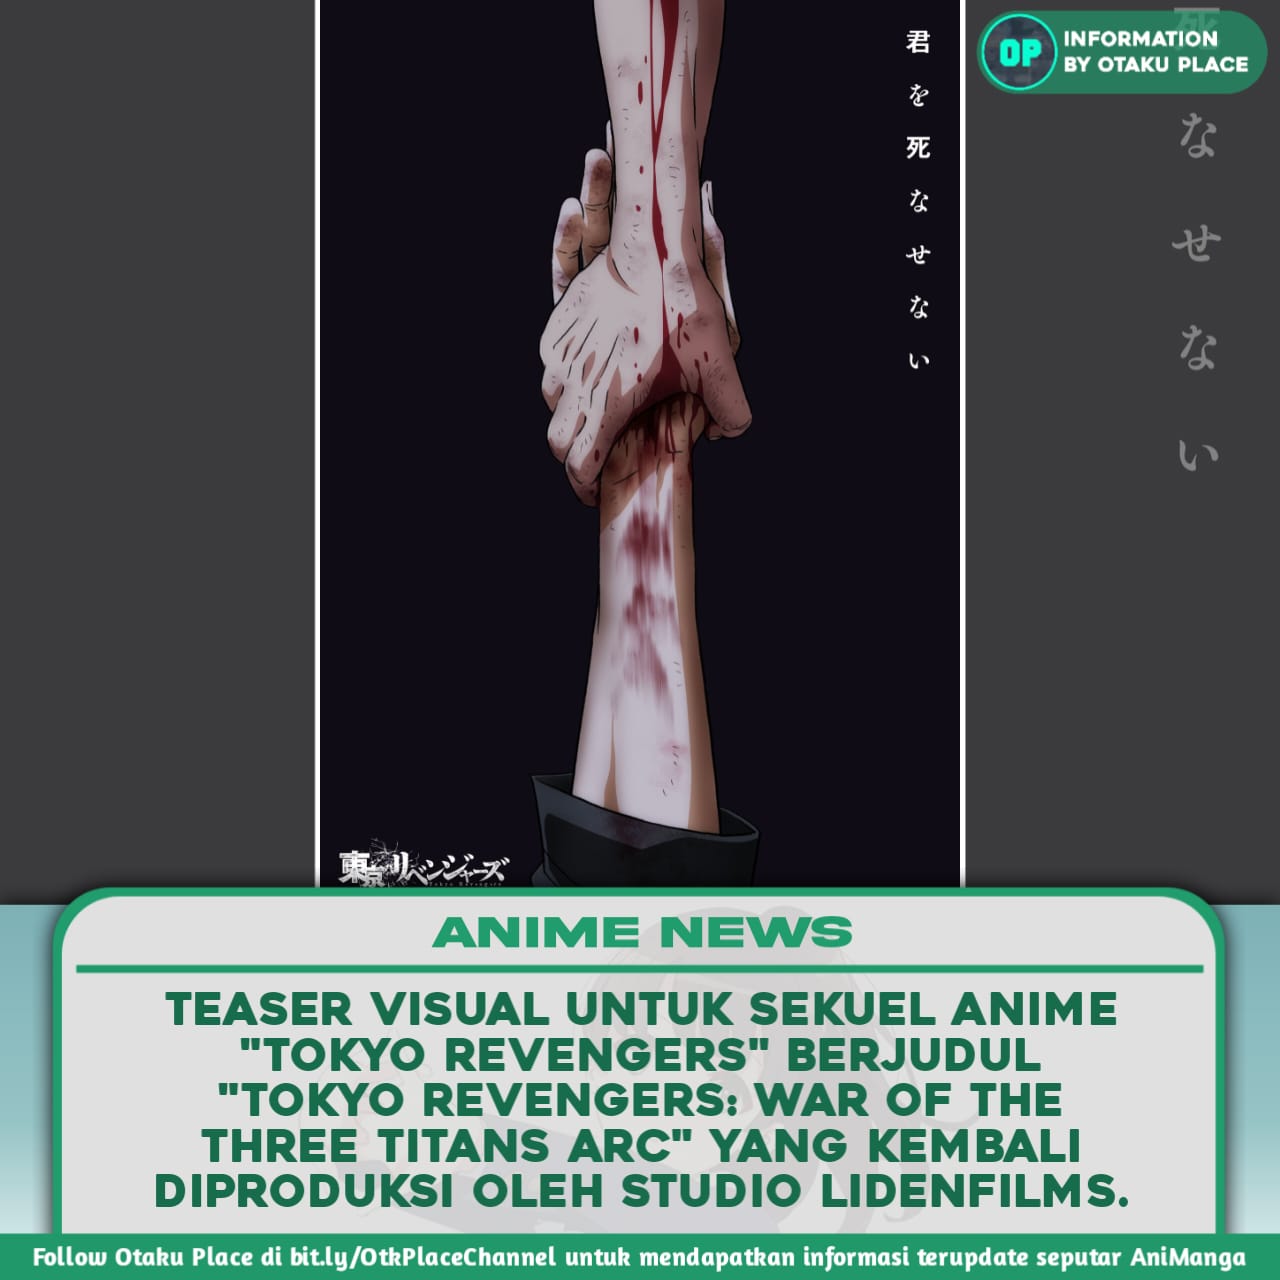 OP
INFORMATION
BY OTAKU PLACE
君を死なせない
死なせない
東京リベンジャーズ
Tokyo Revengers
ANIME NEWS
TEASER VISUAL UNTUK SEKUEL ANIME
"TOKYO REVENGERS" BERJUDUL
"TOKYO REVENGERS: WAR OF THE
THREE TITANS ARC" YANG KEMBALI
DIPRODUKSI OLEH STUDIO LIDENFILMS.
Follow Otaku Place di bit.ly/OtkPlaceChannel untuk mendapatkan informasi terupdate seputar AniManga